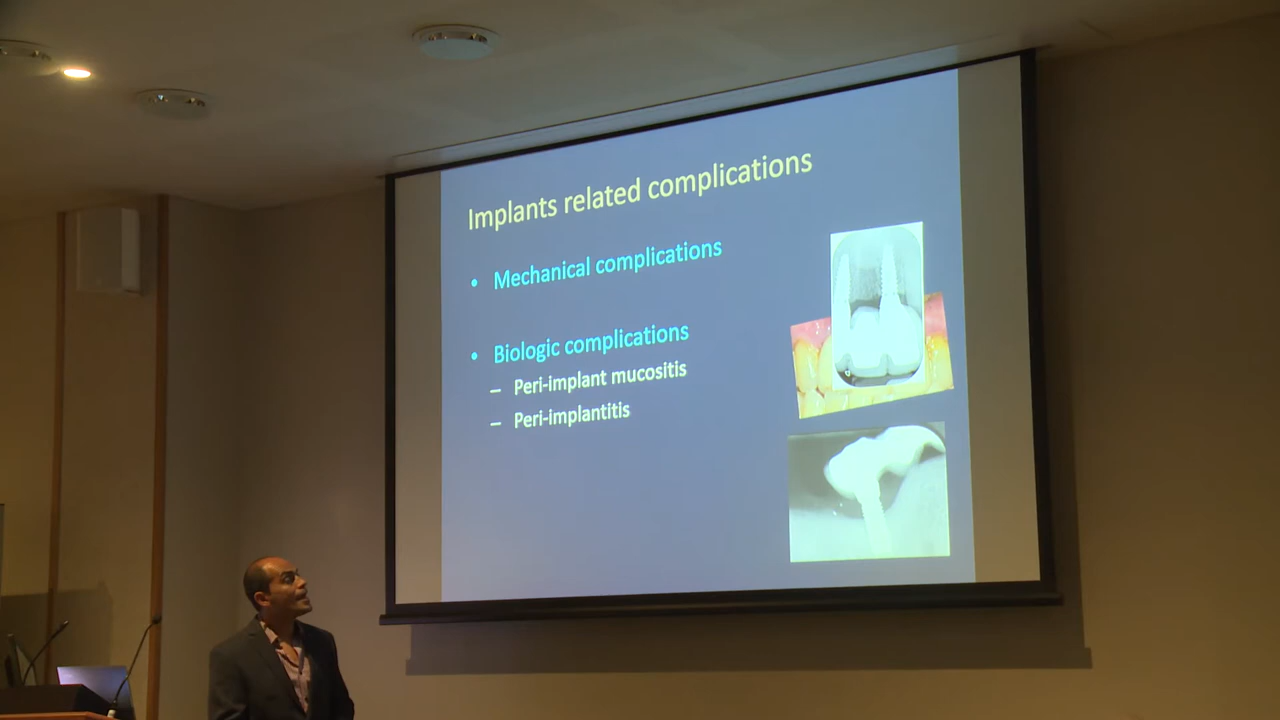 Implants related complications
• Mechanical complications
• Biologic complications
– Peri-implant mucositis
– Peri-implantitis